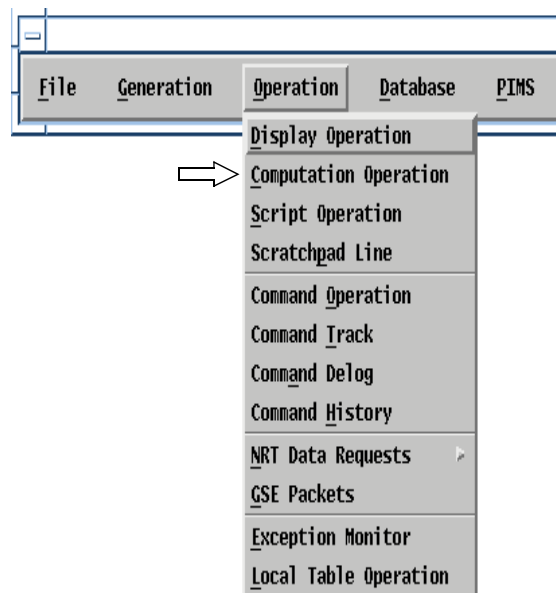 File Generation Operation Database PIMS
Display Operation
Computation Operation
Script Operation
Scratchpad Line
Command Operation
Command Track
Command Delog
Command History
NRT Data Requests
GSE Packets
Exception Monitor
Local Table Operation